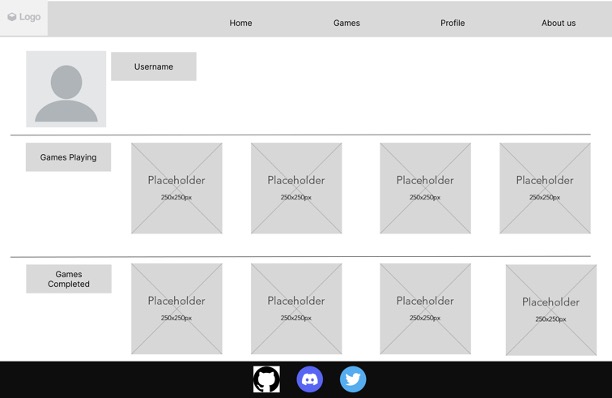 Logo
Home
Games
Profile
About us
Username
Games Playing
Placeholder
250x250px
Placeholder
250x250px
Placeholder
250x250px
Placeholder
250x250px
Games
Completed
Placeholder
250x250px
Placeholder
250x250px
Placeholder
250x250px
Placeholder
250x250px